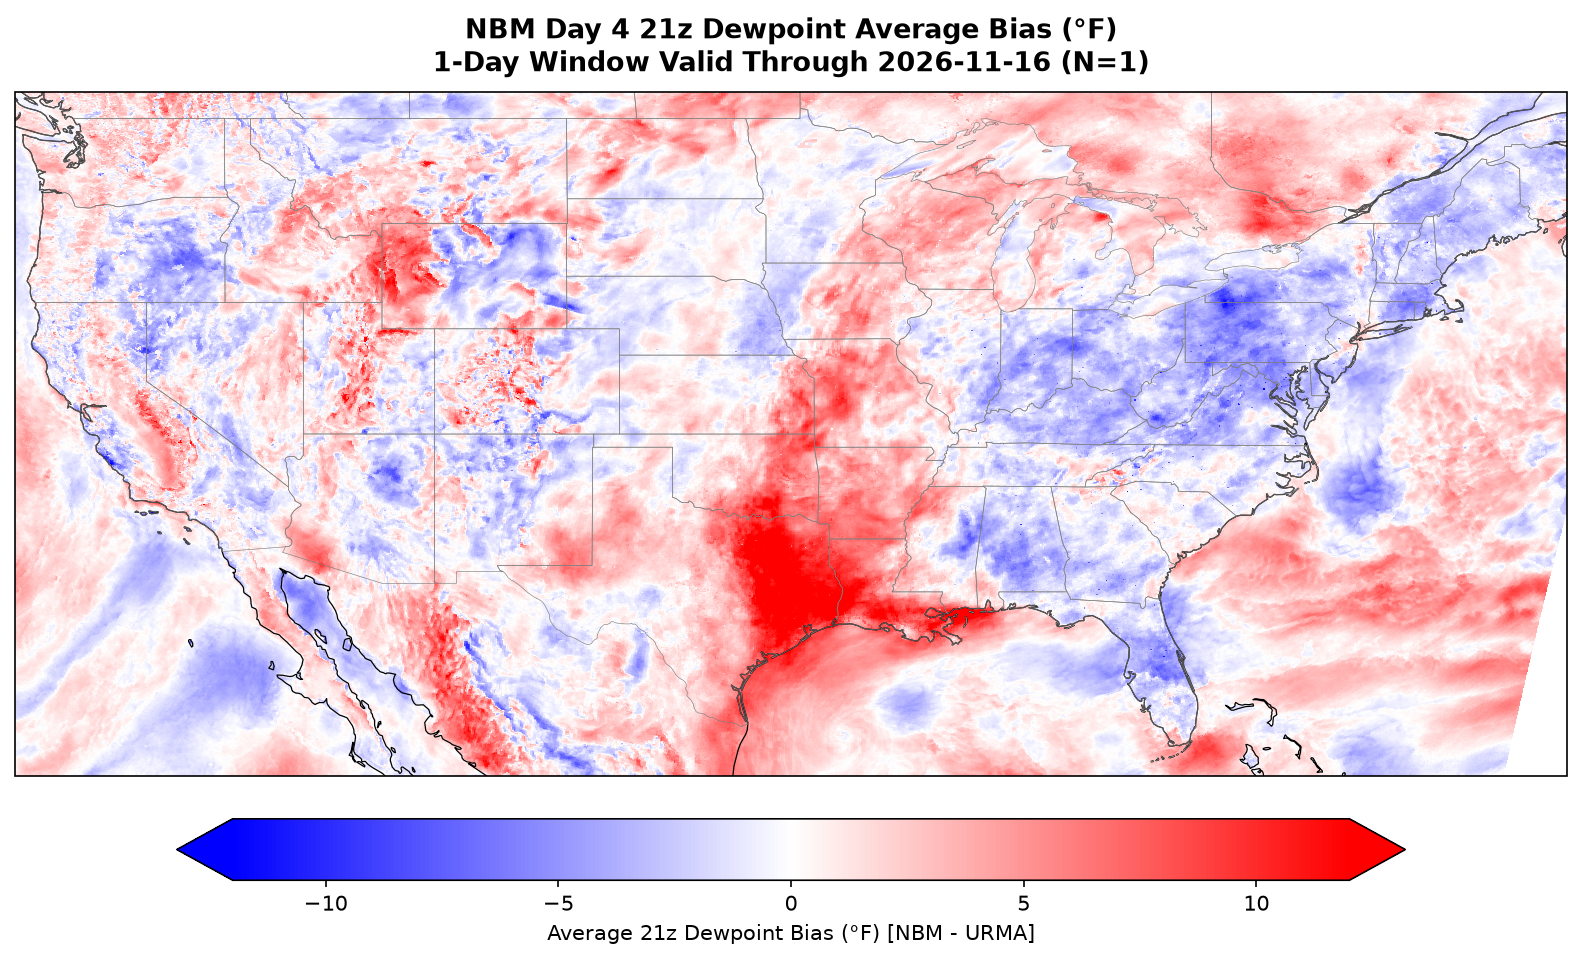 NBM Day 4 21z Dewpoint Average Bias (°F)
1-Day Window Valid Through 2026-11-16 (N=1)
−10 −5 0 5 10
Average 21z Dewpoint Bias (°F) [NBM - URMA]